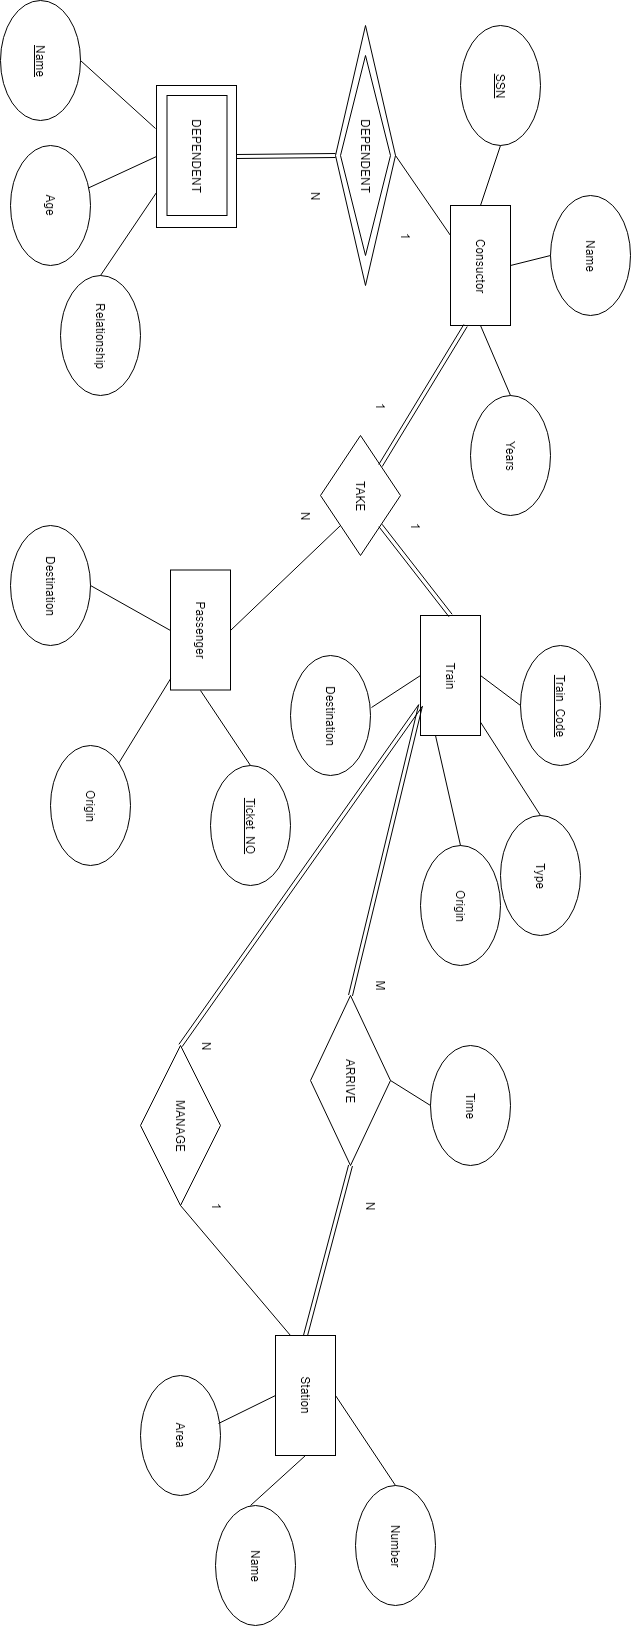 Name
SSN
DEPENDENT
DEPENDENT
N
Age
1
Consuctor
Name
Relationship
1
Years
TAKE
N
1
Destination
Passenger
Train
Train_Code
Destination
Origin
Ticket_NO
Type
Origin
M
N
ARRIVE
Time
MANAGE
1
N
Station
Area
Number
Name